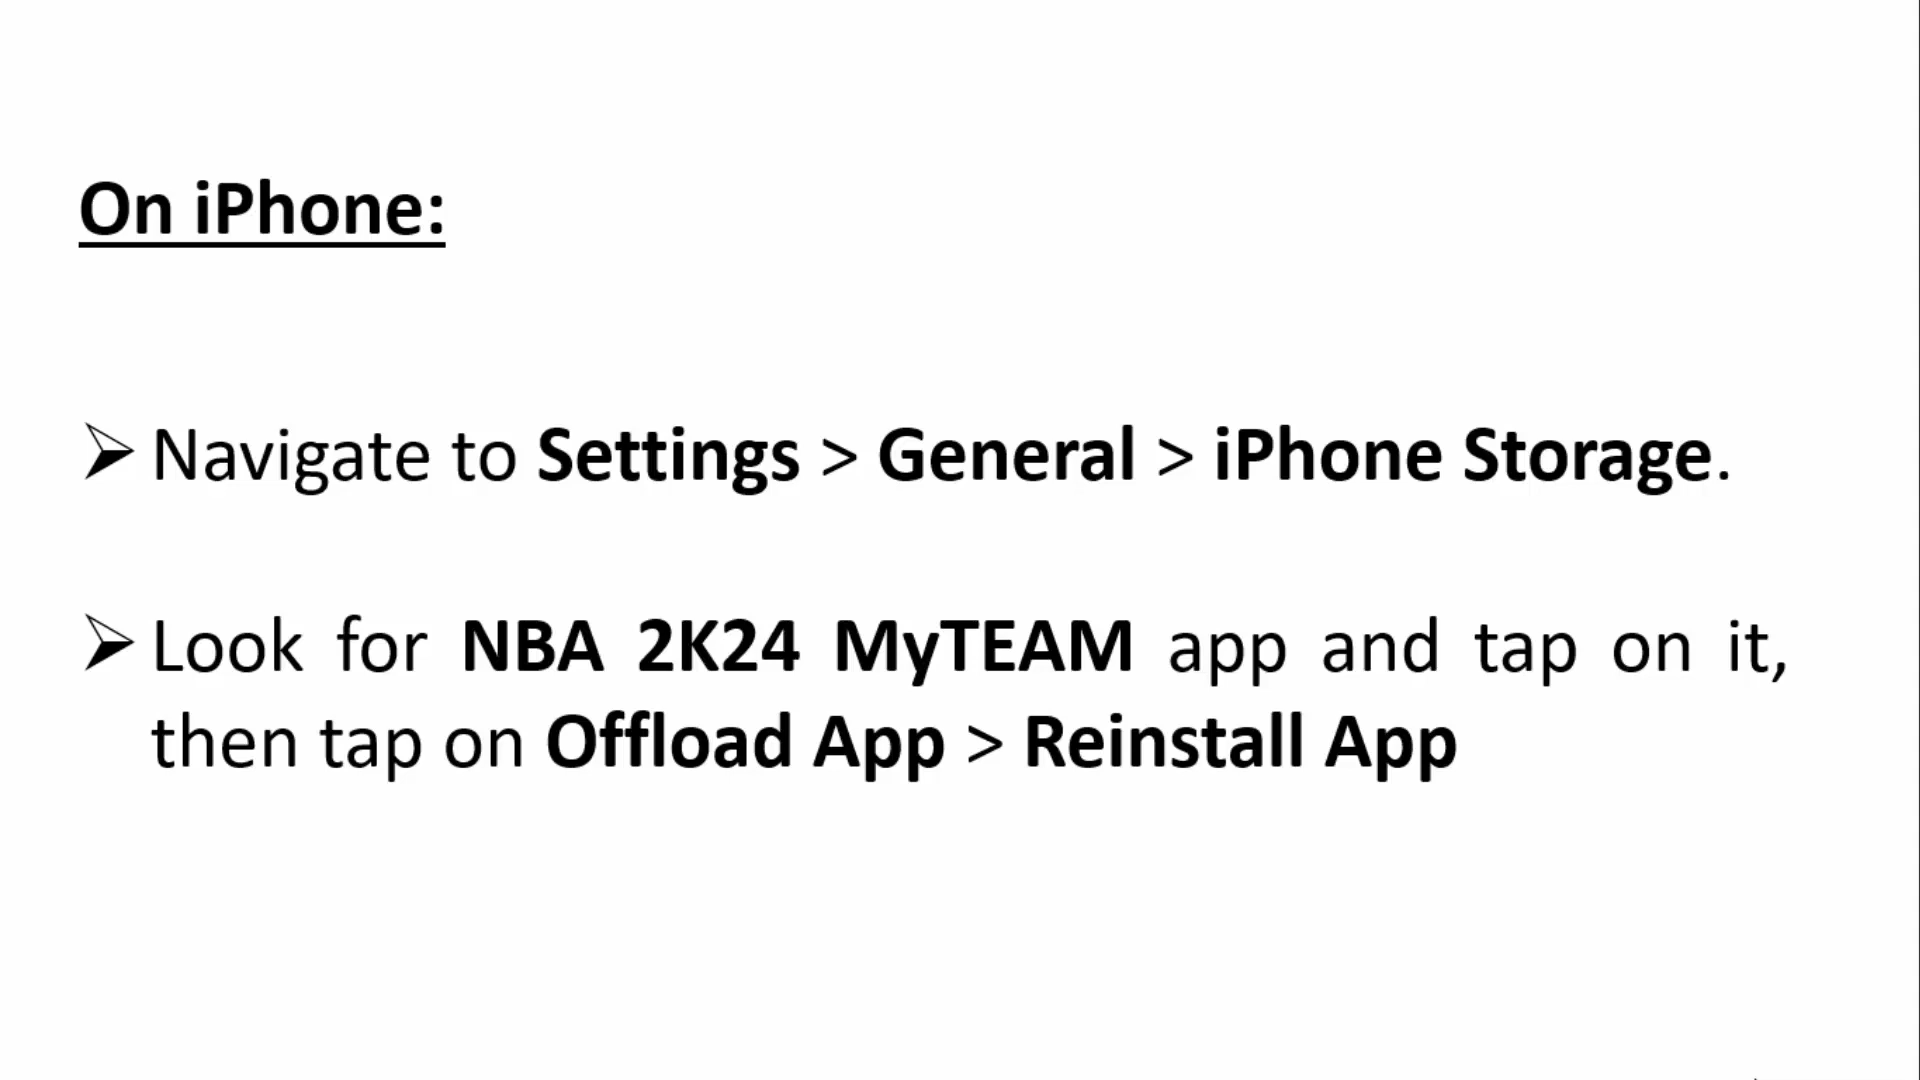 On iPhone:
➢ Navigate to Settings > General > iPhone Storage.
➢ Look for NBA 2K24 MyTEAM app and tap on it,
then tap on Offload App > Reinstall App